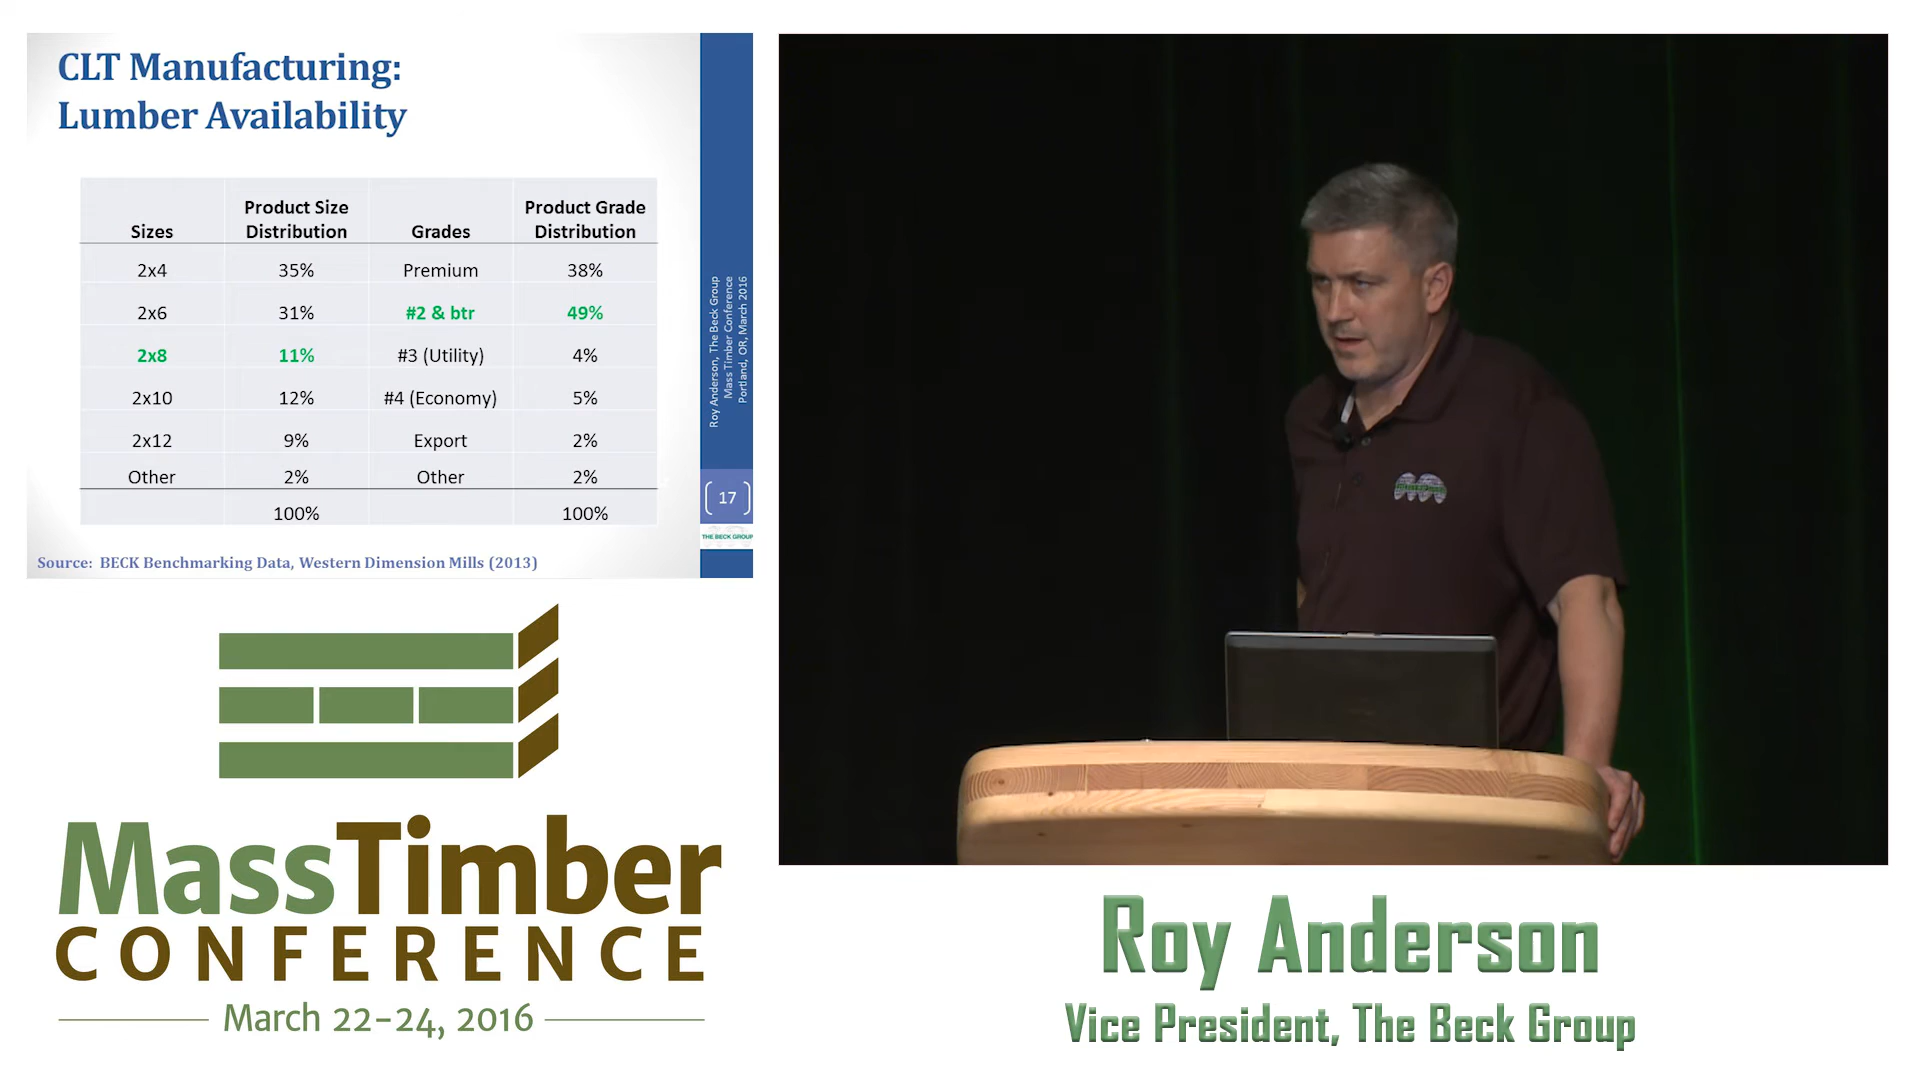 CLT Manufacturing:
Lumber Availability
Sizes Product Size Distribution Grades Product Grade Distribution
2x4 35% Premium 38%
2x6 31% #2 & btr 49%
2x8 11% #3 (Utility) 4%
2x10 12% #4 (Economy) 5%
2x12 9% Export 2%
Other 2% Other 2%
100% 100%
Source: BECK Benchmarking Data, Western Dimension Mills (2013)
Roy Anderson, The Beck Group
Mass Timber Conference
Portland, OR, March 2016
17
THE BECK GROUP
MassTimber
CONFERENCE
March 22-24, 2016
Roy Anderson
Vice President, The Beck Group